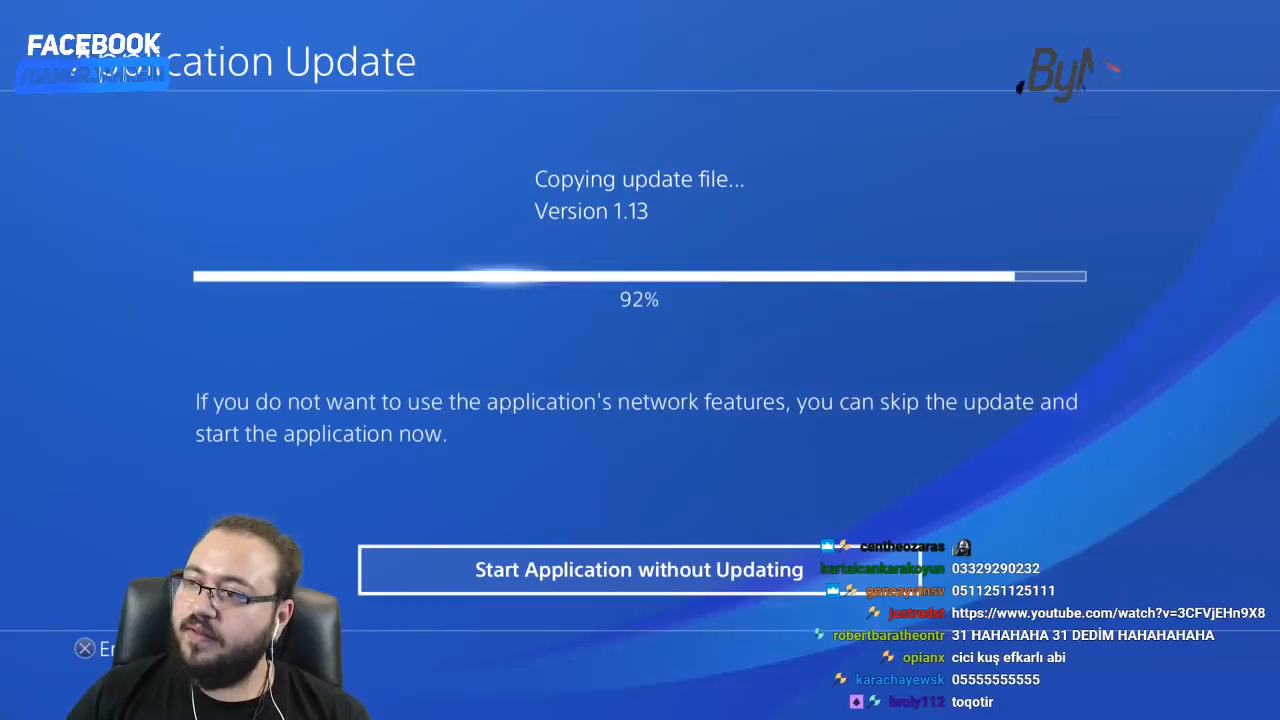 FACEBOOK
Application Update
Copying update file...
Version 1.13
92%
If you do not want to use the application's network features, you can skip the update and
start the application now.
Start Application without Updating
centheozaras
kartalcankarakoyun 03329290232
0511251125111
justredst https://www.youtube.com/watch?v=3CFVjEHn9X8
robertbaratheontr 31 HAHAHAHA 31 DEDİM HAHAHAHAHA
opianx cici kuş efkarlı abi
karachayewsk 05555555555
broly112 toqotir